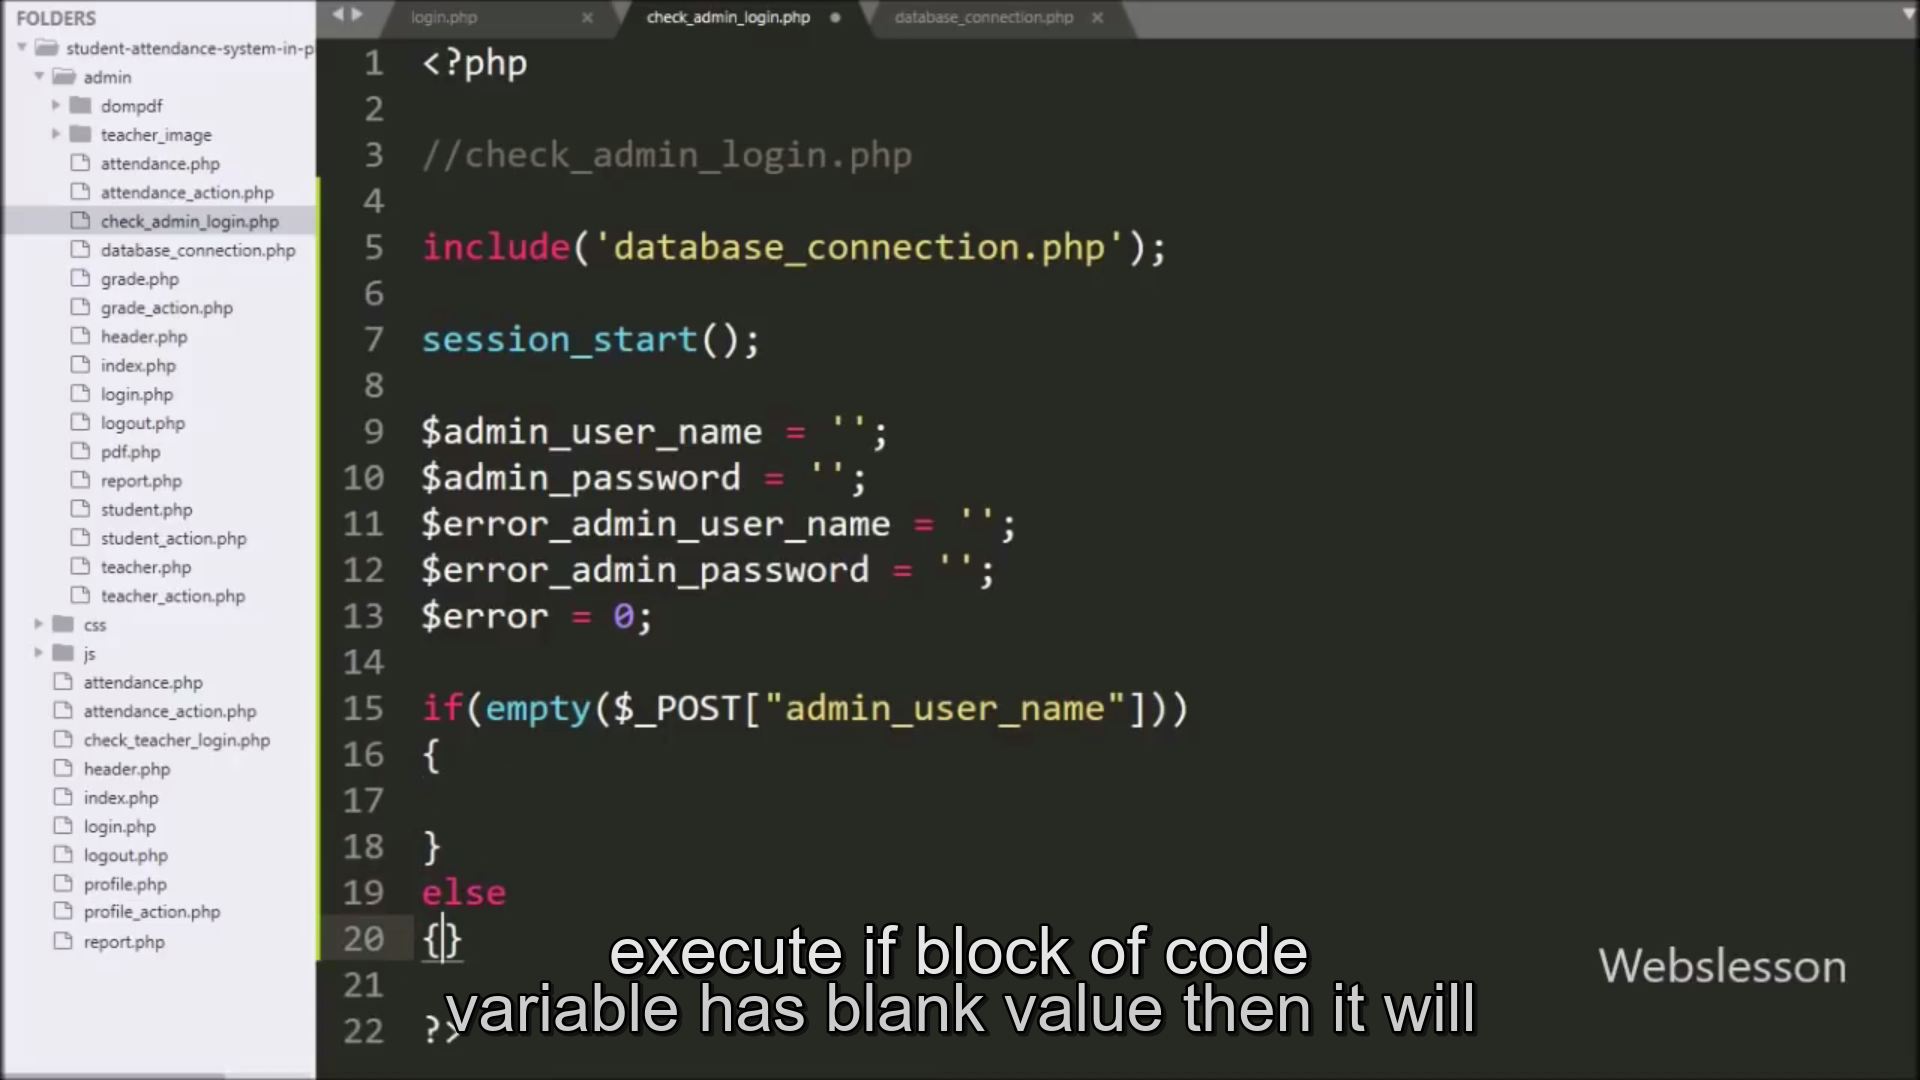 FOLDERS
student-attendance-system-in-p
admin
dompdf
teacher_image
attendance.php
attendance_action.php
check_admin_login.php
database_connection.php
grade.php
grade_action.php
header.php
index.php
login.php
logout.php
pdf.php
report.php
student.php
student_action.php
teacher.php
teacher_action.php
css
js
attendance.php
attendance_action.php
check_teacher_login.php
header.php
index.php
login.php
logout.php
profile.php
profile_action.php
report.php
login.php
check_admin_login.php
database_connection.php
1 <?php
2
3 //check_admin_login.php
4
5 include('database_connection.php');
6
7 session_start();
8
9 $admin_user_name = '';
10 $admin_password = '';
11 $error_admin_user_name = '';
12 $error_admin_password = '';
13 $error = 0;
14
15 if(empty($_POST["admin_user_name"]))
16 {
17
18 }
19 else
20 {}
21
22 ?>
execute if block of code
variable has blank value then it will
Webslesson